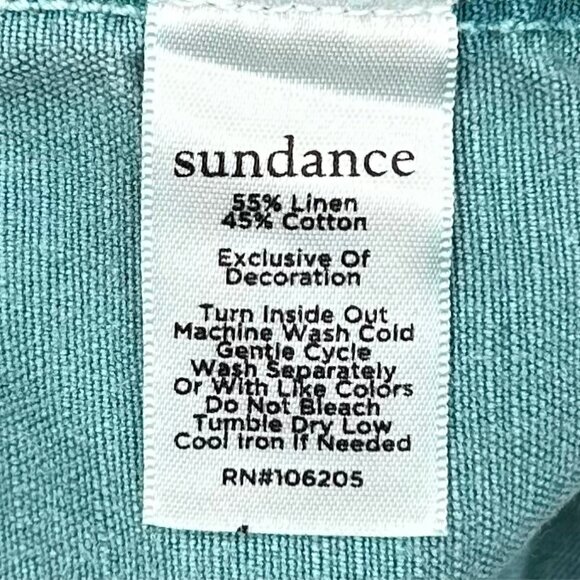 sundance
55% Linen
45% Cotton
Exclusive Of
Decoration
Turn Inside Out
Machine Wash Cold
Gentle Cycle
Wash Separately
Or With Like Colors
Do Not Bleach
Tumble Dry Low
Cool Iron If Needed
RN#106205